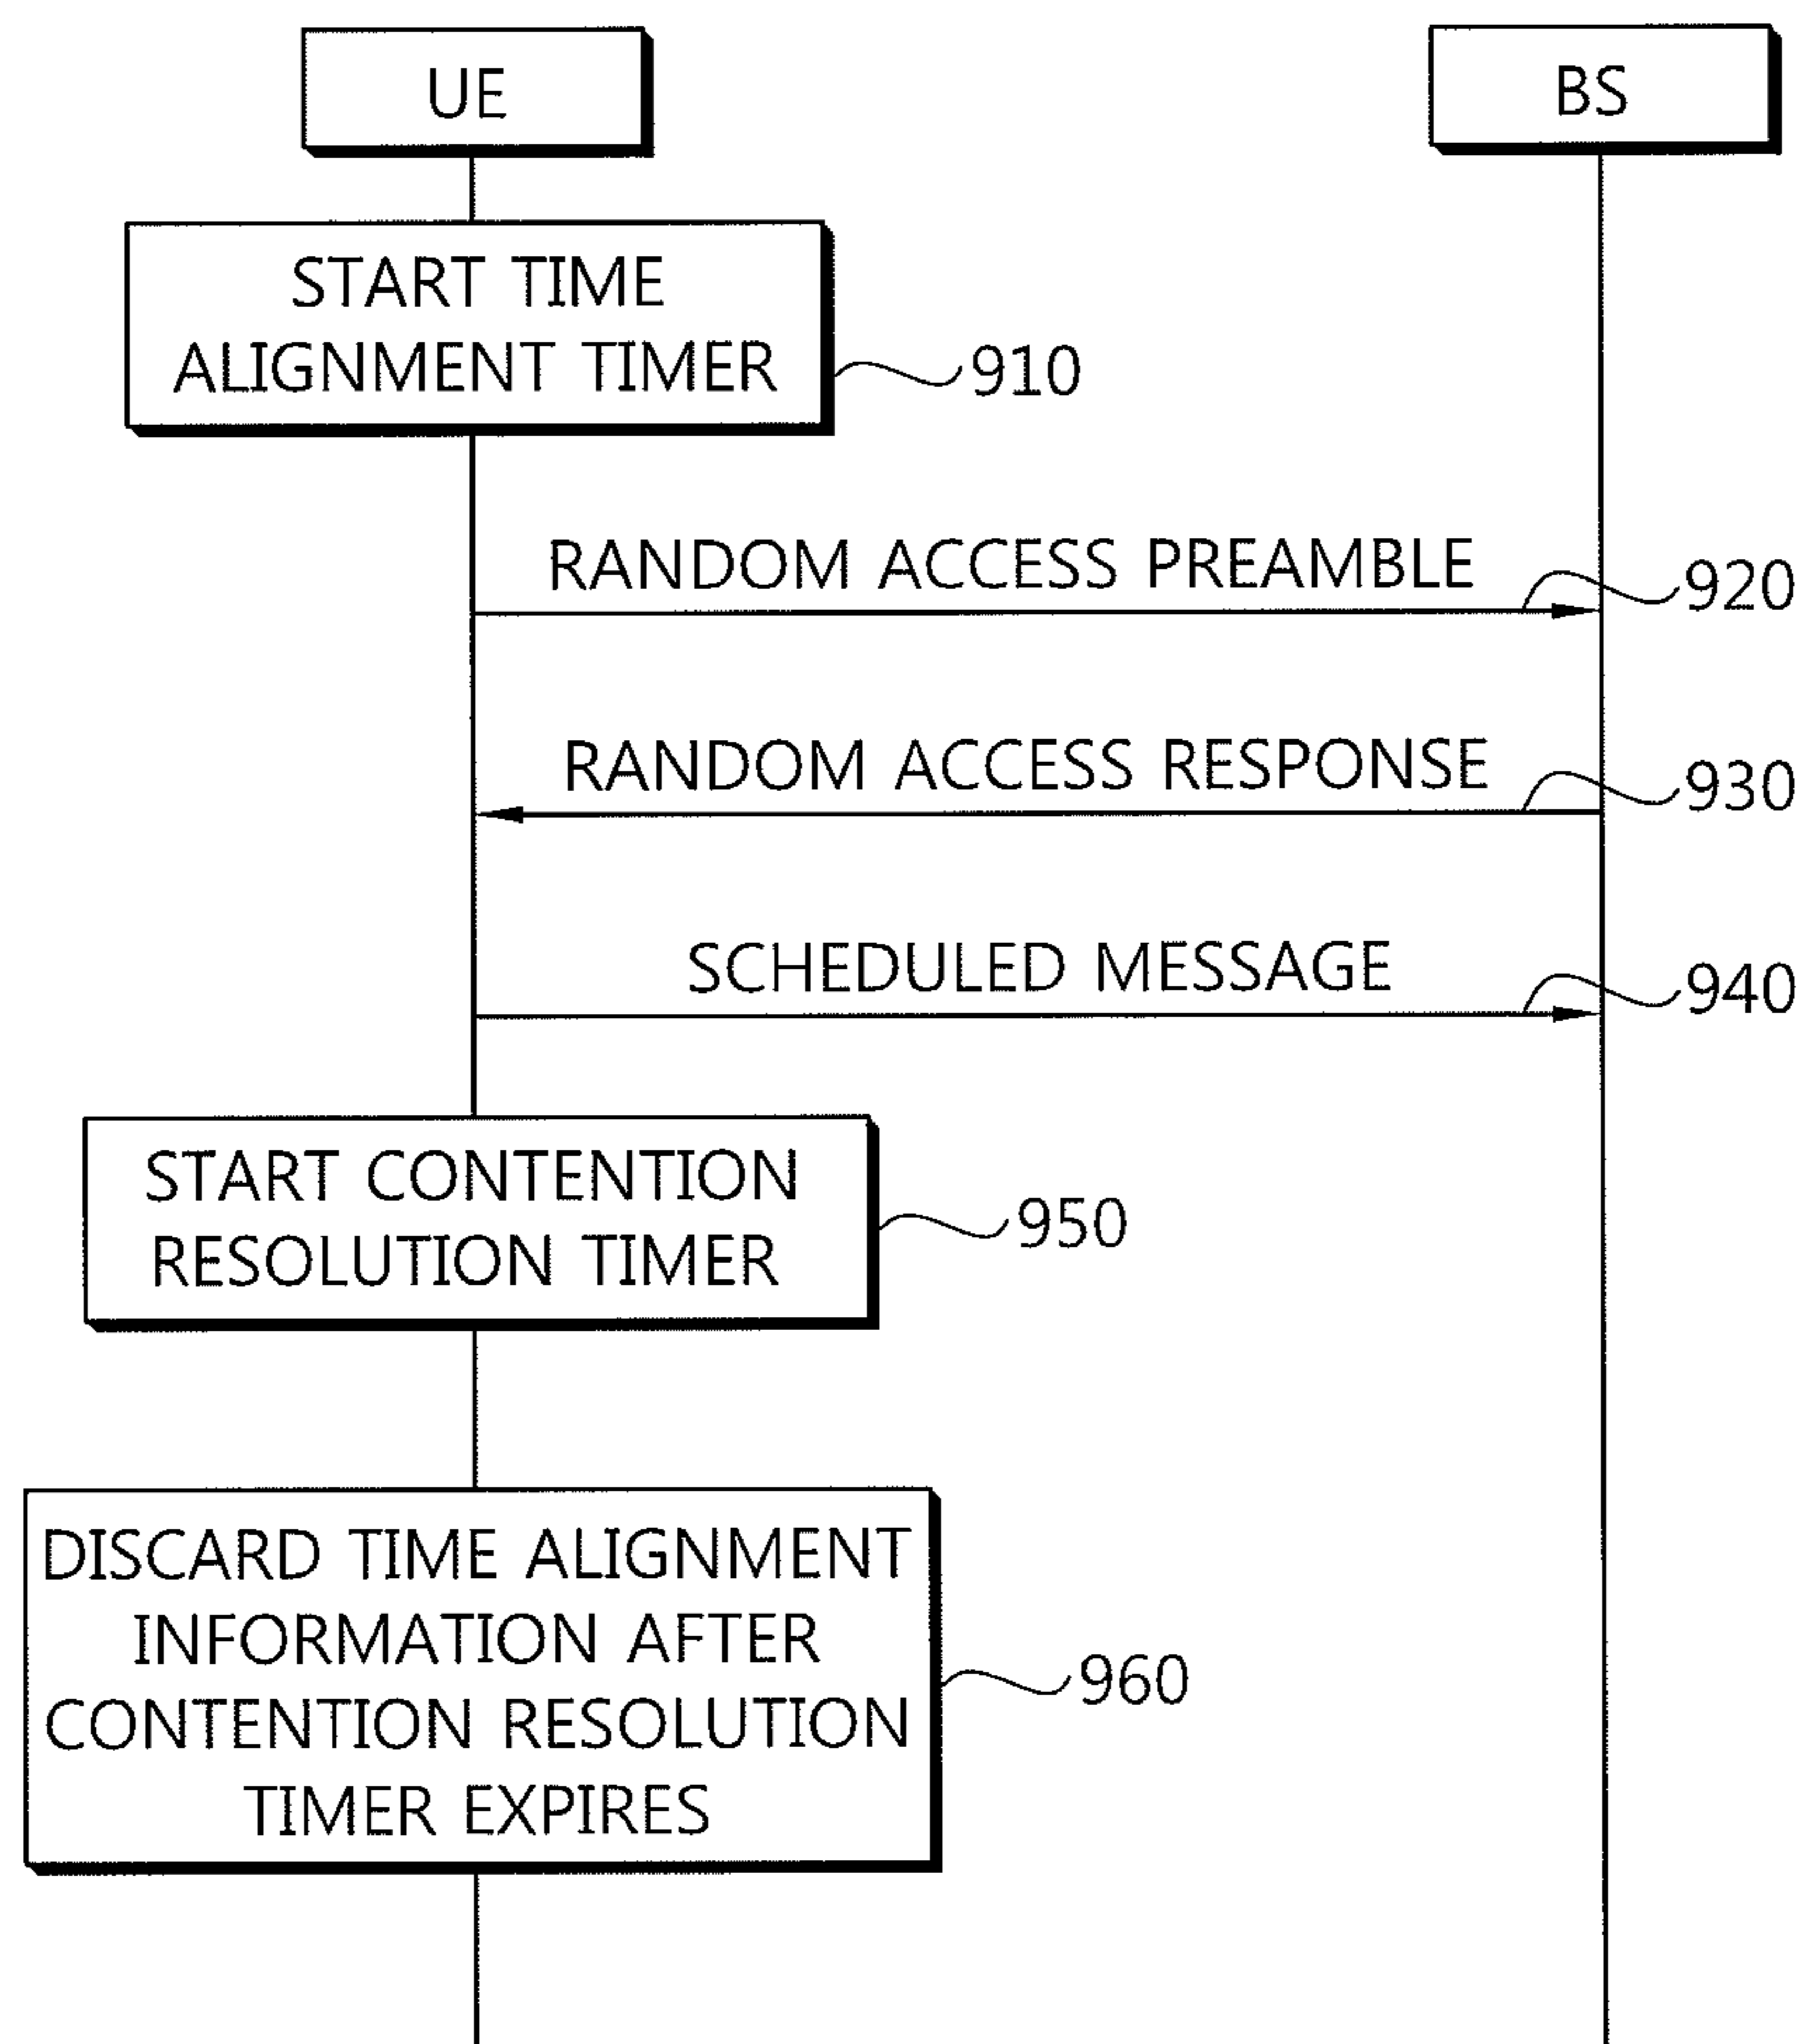 UE
BS
START TIME
ALIGNMENT TIMER
910
RANDOM ACCESS PREAMBLE
920
RANDOM ACCESS RESPONSE
930
SCHEDULED MESSAGE
940
START CONTENTION
RESOLUTION TIMER
950
DISCARD TIME ALIGNMENT
INFORMATION AFTER
CONTENTION RESOLUTION
TIMER EXPIRES
960